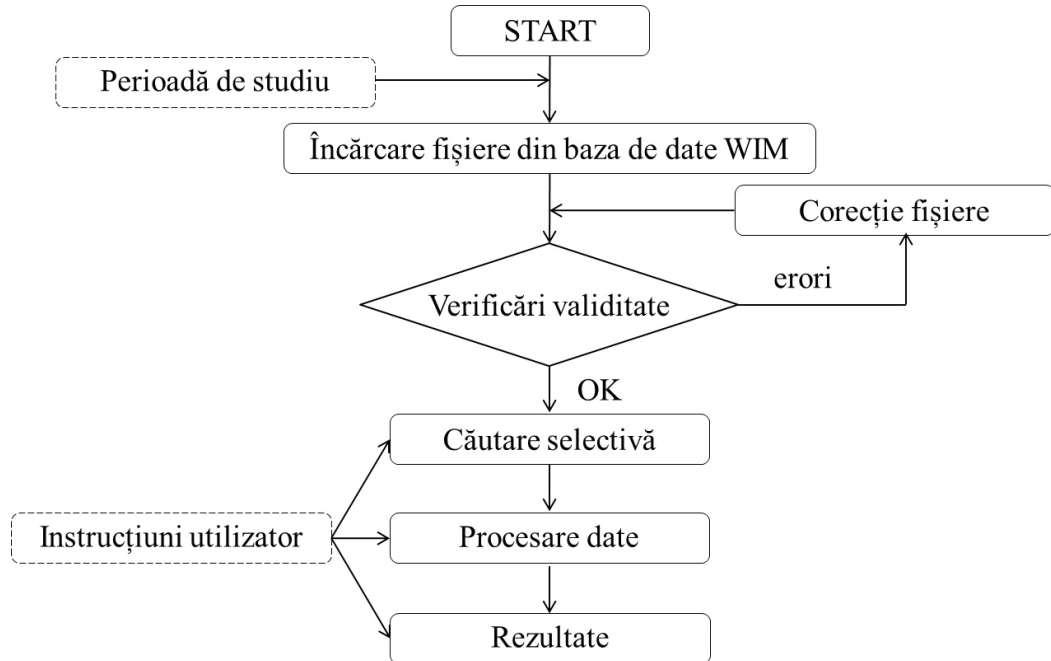 START
Perioadă de studiu
Încărcare fișiere din baza de date WIM
Corecție fișiere
Verificări validitate
erori
OK
Căutare selectivă
Instrucțiuni utilizator
Procesare date
Rezultate